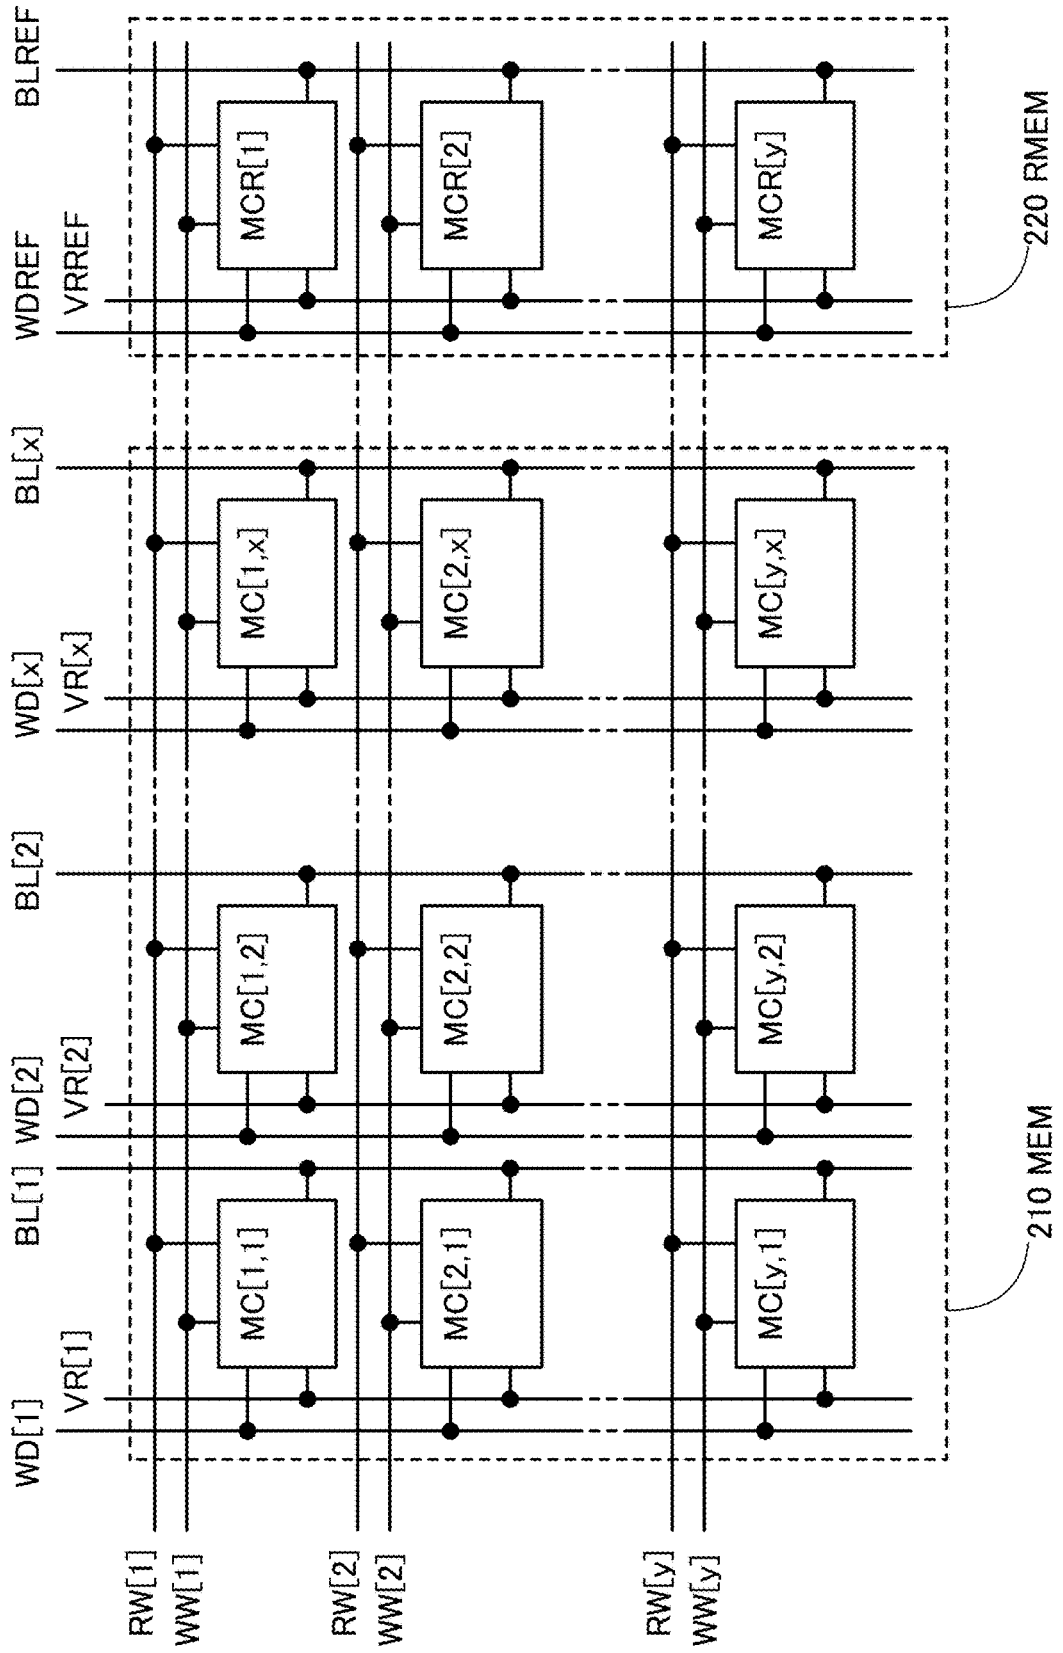 WD[1] BL[1] WD[2] BL[2] WD[x] BL[x] WDREF BLREF
VR[1] VR[2] VR[x] VRREF
RW[1]
WW[1]
MC[1,1] MC[1,2] MC[1,x] MCR[1]
RW[2]
WW[2]
MC[2,1] MC[2,2] MC[2,x] MCR[2]
RW[y]
WW[y]
MC[y,1] MC[y,2] MC[y,x] MCR[y]
210 MEM 220 RMEM